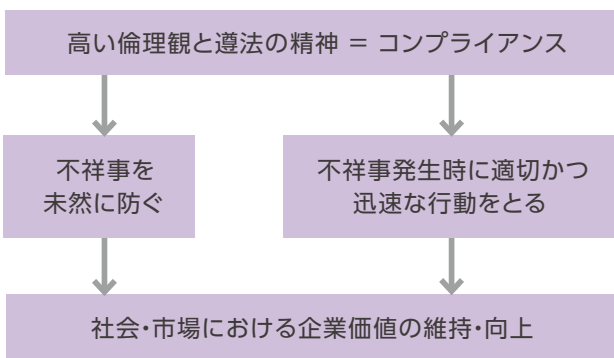 高い倫理観と遵法の精神 ＝ コンプライアンス
不祥事を
未然に防ぐ
不祥事発生時に適切かつ
迅速な行動をとる
社会・市場における企業価値の維持・向上